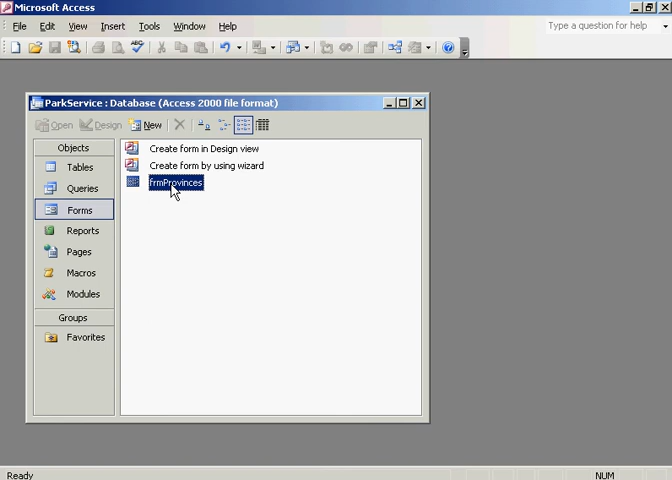 Microsoft Access
File Edit View Insert Tools Window Help Type a question for help
ParkService : Database (Access 2000 file format)
Open Design New
Objects
Tables
Queries
Forms
Reports
Pages
Macros
Modules
Groups
Favorites
Create form in Design view
Create form by using wizard
frmProvinces
Ready NUM